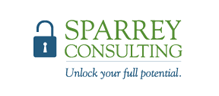 SPARREY
CONSULTING
Unlock your full potential.